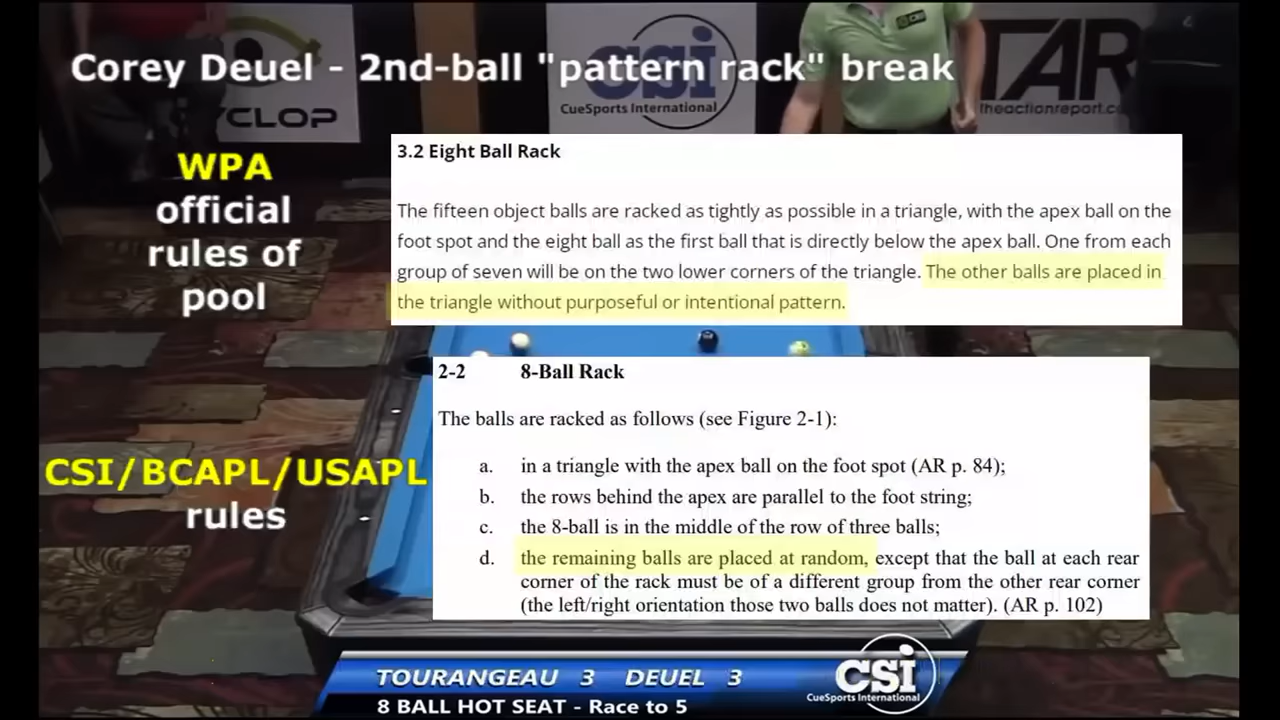 Corey Deuel - 2nd-ball "pattern rack" break
CYCLOP
csi
CueSports International
TAR
theactionreport.com
WPA
official
rules of
pool
3.2 Eight Ball Rack
The fifteen object balls are racked as tightly as possible in a triangle, with the apex ball on the
foot spot and the eight ball as the first ball that is directly below the apex ball. One from each
group of seven will be on the two lower corners of the triangle. The other balls are placed in
the triangle without purposeful or intentional pattern.
CSI/BCAPL/USAPL
rules
2-2 8-Ball Rack
The balls are racked as follows (see Figure 2-1):
a. in a triangle with the apex ball on the foot spot (AR p. 84);
b. the rows behind the apex are parallel to the foot string;
c. the 8-ball is in the middle of the row of three balls;
d. the remaining balls are placed at random, except that the ball at each rear
corner of the rack must be of a different group from the other rear corner
(the left/right orientation those two balls does not matter). (AR p. 102)
TOURANGEAU 3 DEUEL 3
8 BALL HOT SEAT - Race to 5
csi
CueSports International